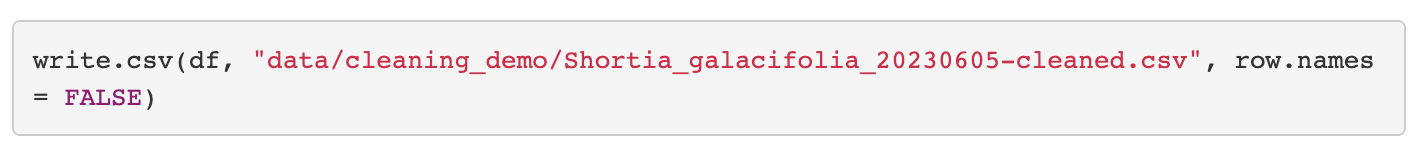 write.csv(df, "data/cleaning_demo/Shortia_galacifolia_20230605-cleaned.csv", row.names
= FALSE)